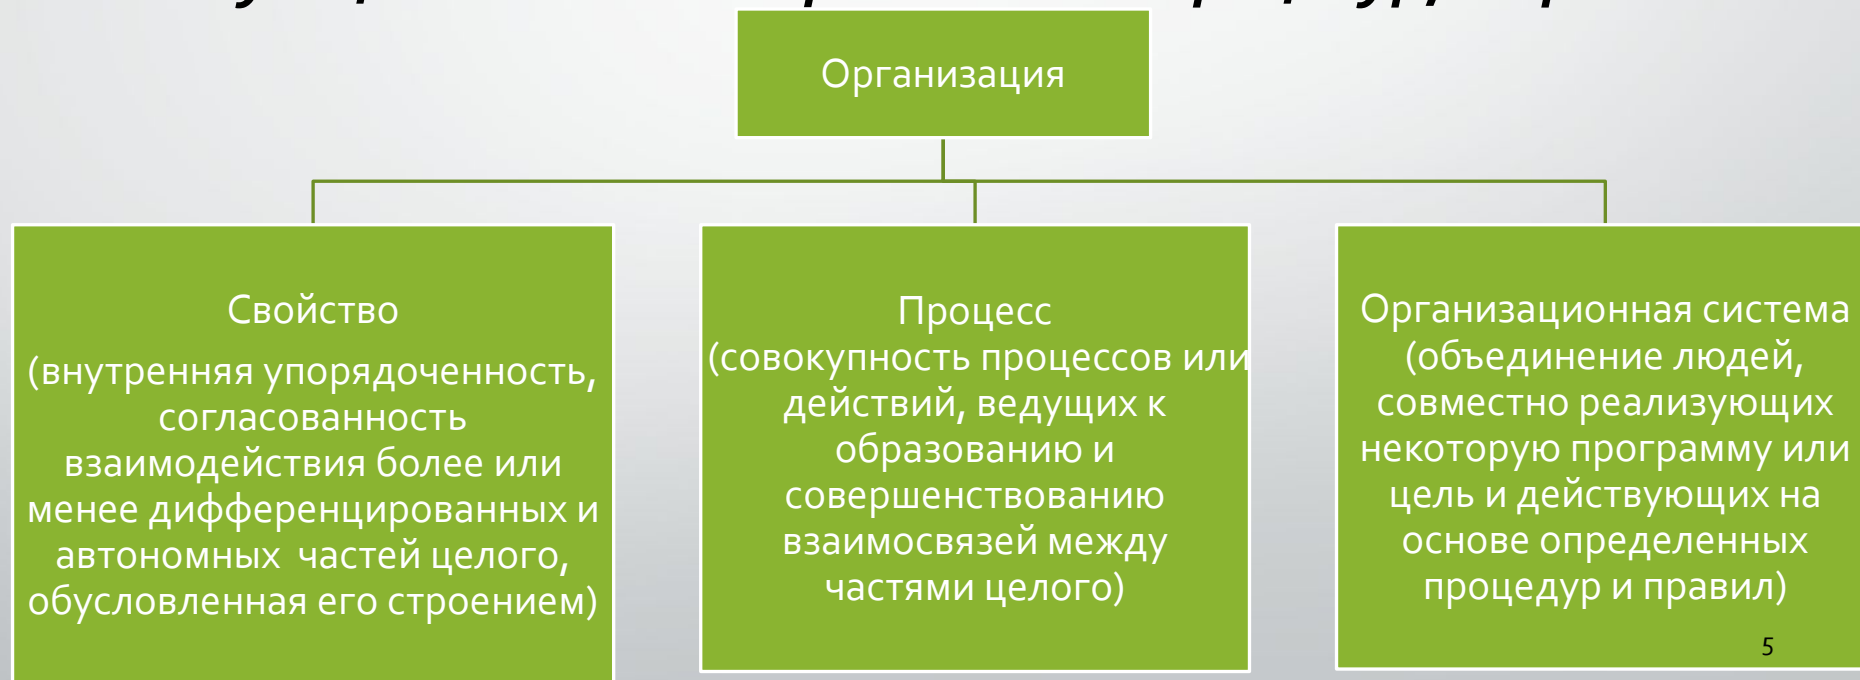 Организация
Свойство
(внутренняя упорядоченность,
согласованность
взаимодействия более или
менее дифференцированных и
автономных частей целого,
обусловленная его строением)
Процесс
(совокупность процессов или
действий, ведущих к
образованию и
совершенствованию
взаимосвязей между
частями целого)
Организационная система
(объединение людей,
совместно реализующих
некоторую программу или
цель и действующих на
основе определенных
процедур и правил)
5